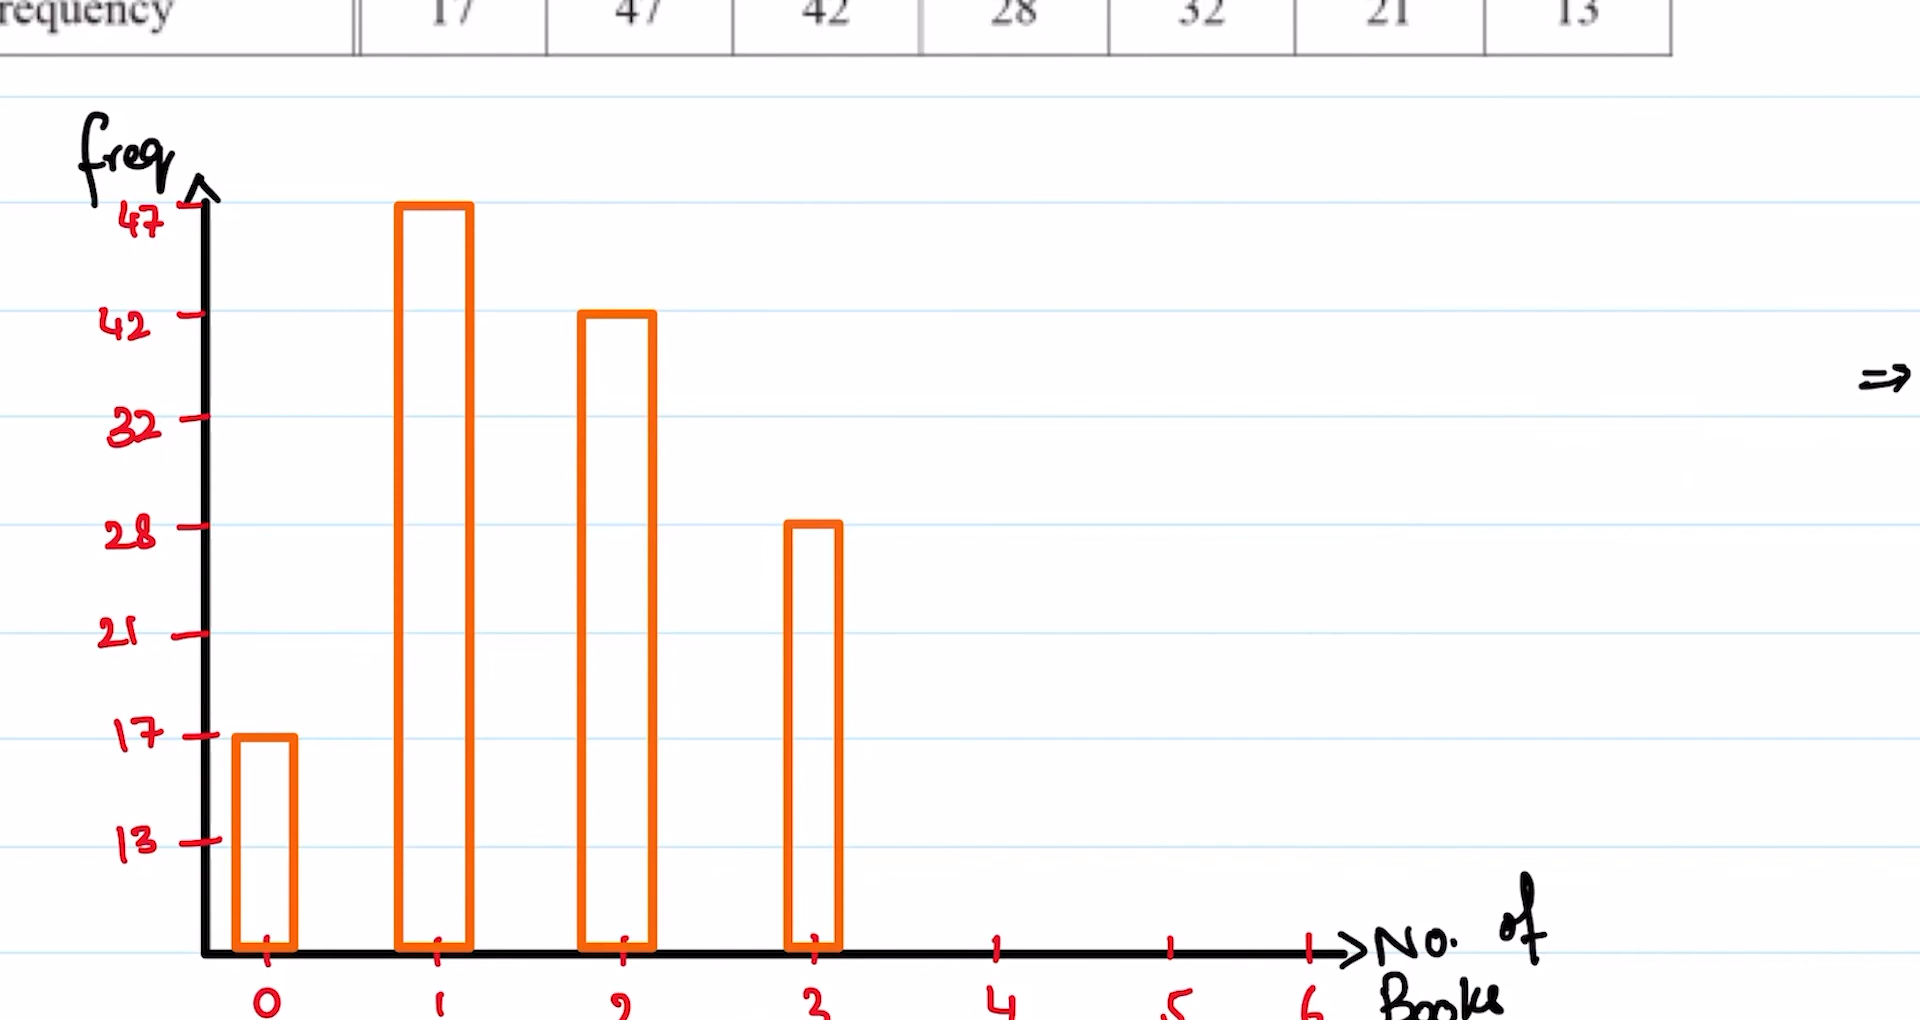 requency 17 47 42 28 32 21 13
freq
47
42
32
28
21
17
13
⇒
No. of
Books
0 1 2 3 4 5 6